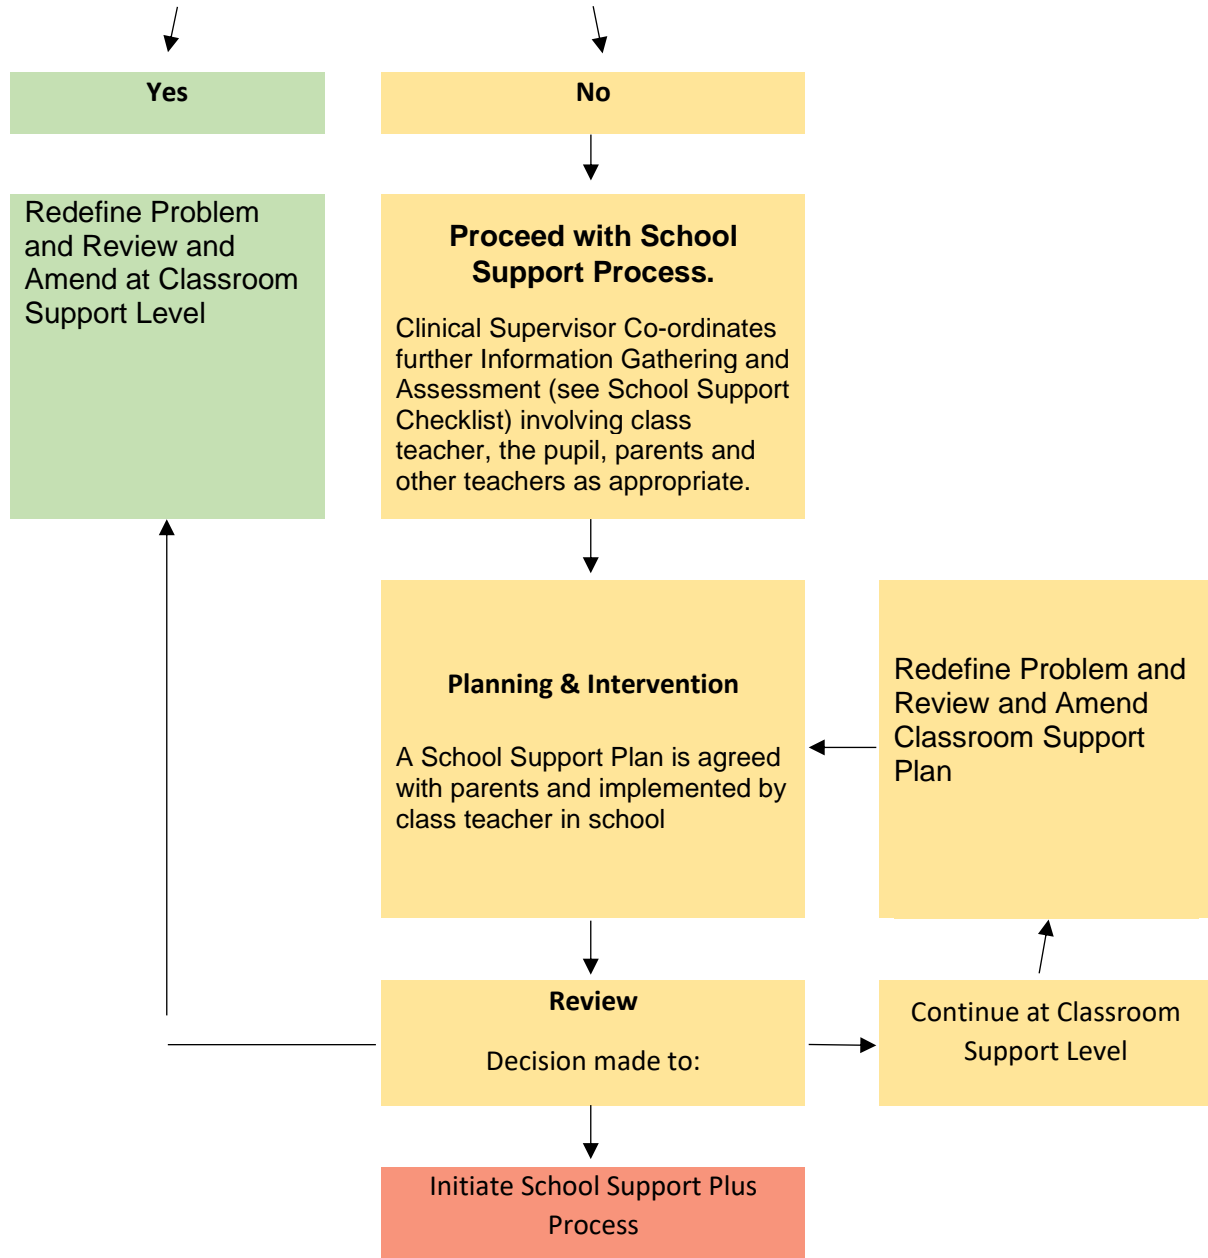 Yes
No
Redefine Problem
and Review and
Amend at Classroom
Support Level
Proceed with School
Support Process.
Clinical Supervisor Co-ordinates
further Information Gathering and
Assessment (see School Support
Checklist) involving class
teacher, the pupil, parents and
other teachers as appropriate.
Planning & Intervention
A School Support Plan is agreed
with parents and implemented by
class teacher in school
Redefine Problem and
Review and Amend
Classroom Support
Plan
Review
Decision made to:
Continue at Classroom
Support Level
Initiate School Support Plus
Process